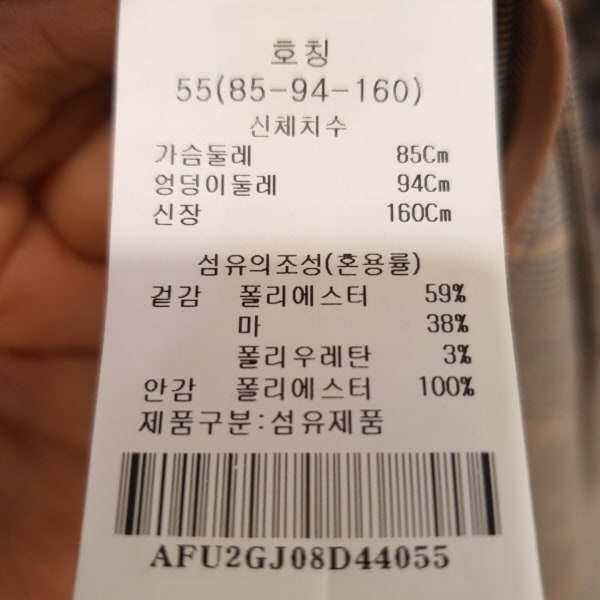 호칭
55(85-94-160)
신체치수
가슴둘레 85Cm
엉덩이둘레 94Cm
신장 160Cm
섬유의조성(혼용률)
겉감 폴리에스터 59%
마 38%
폴리우레탄 3%
안감 폴리에스터 100%
제품구분:섬유제품
AFU2GJ08D44055